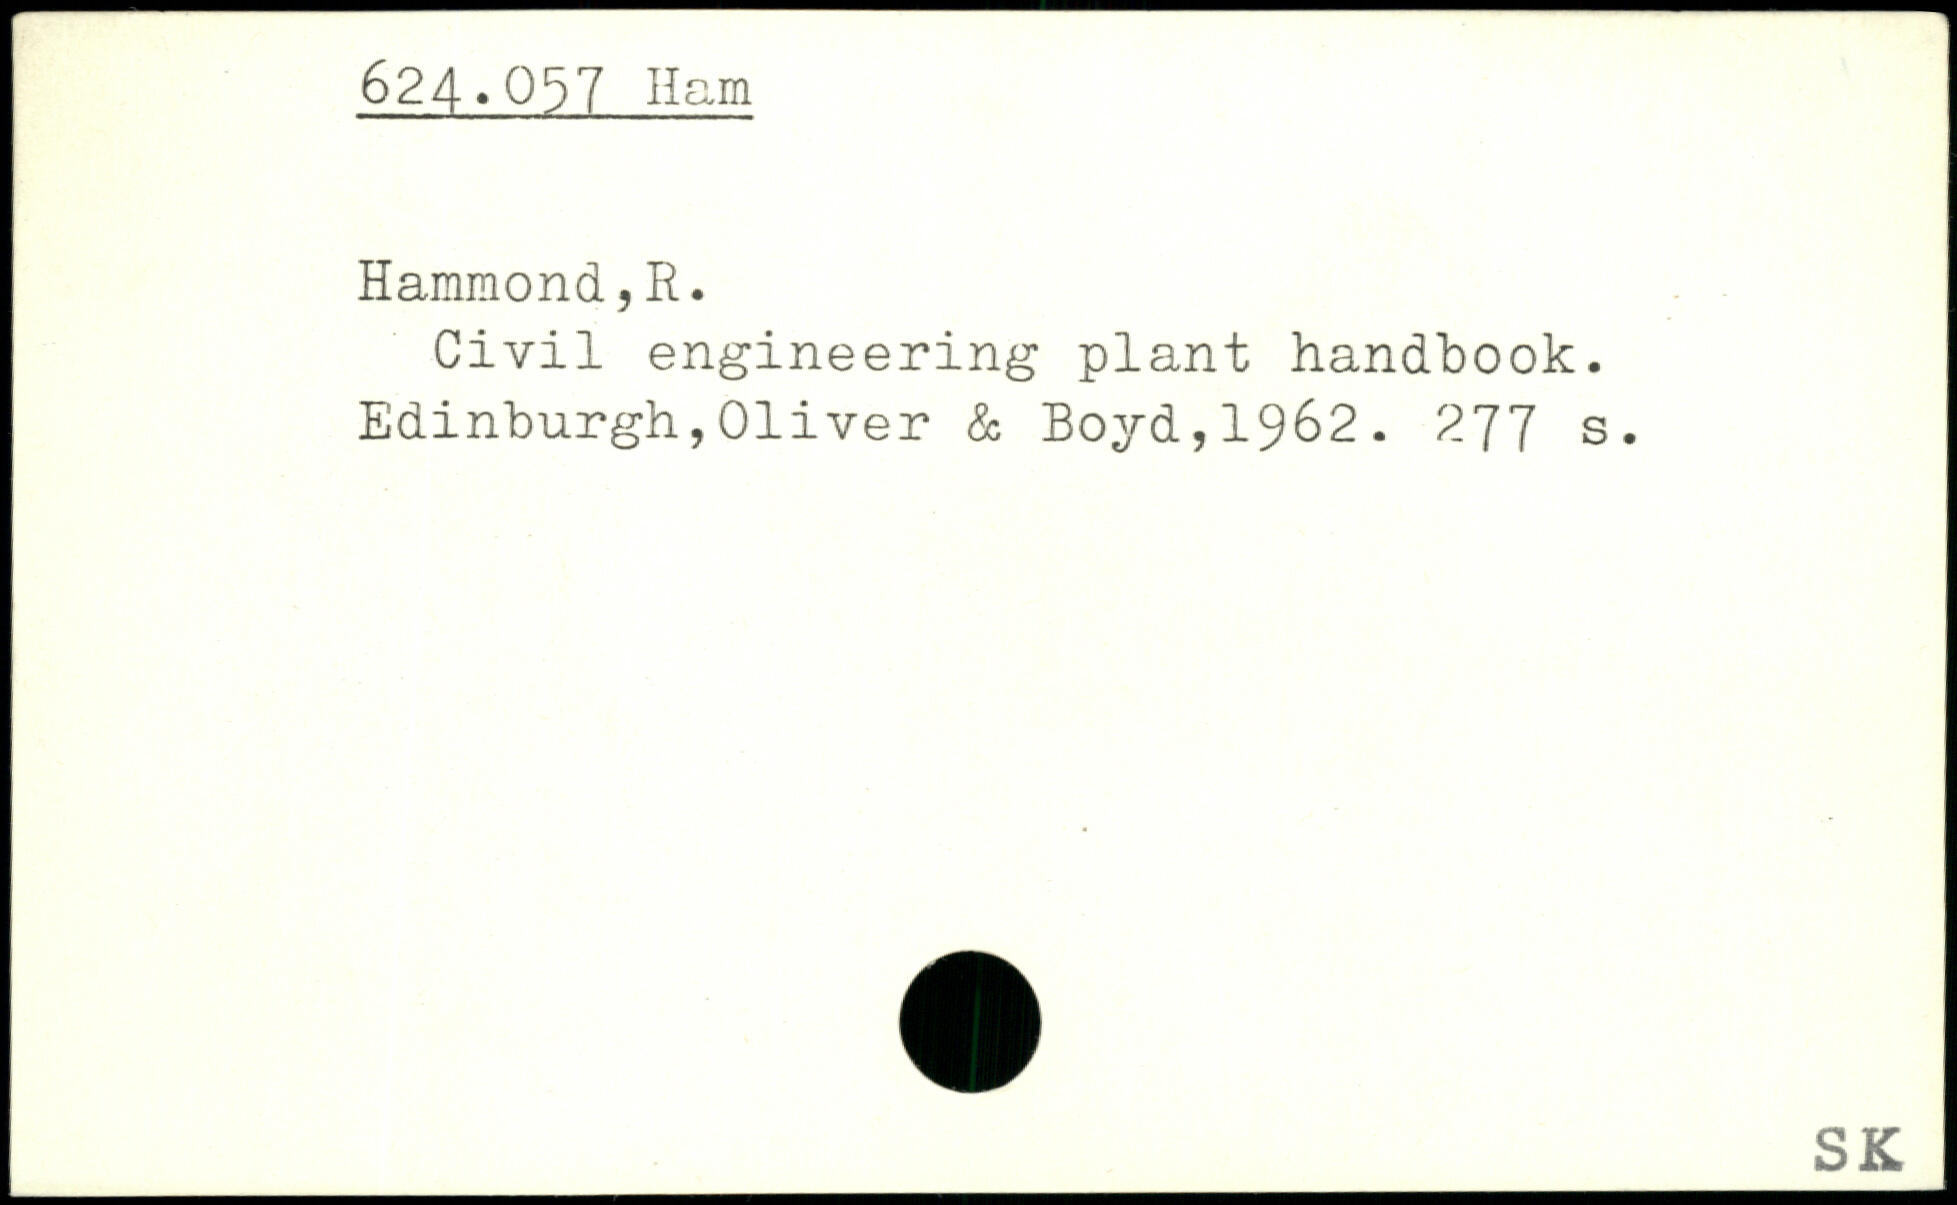 624.057 Ham
Hammond,R.
Civil engineering plant handbook.
Edinburgh,Oliver & Boyd,1962. 277 s.
SK